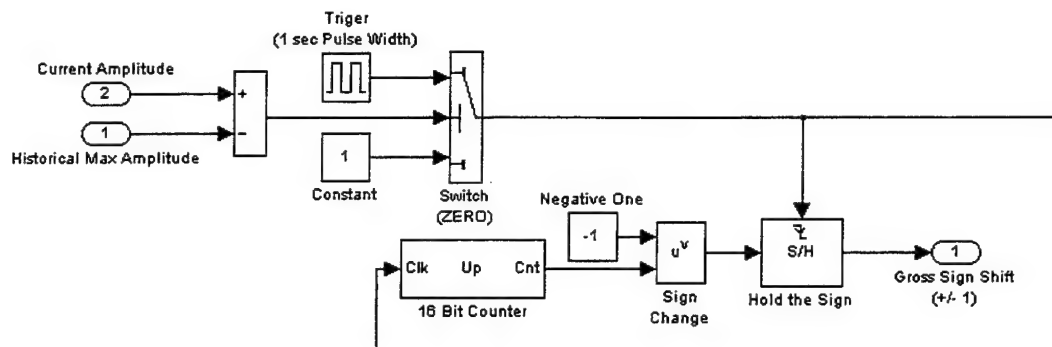 Triger
(1 sec Pulse Width)
Current Amplitude
2
+
1
−
Historical Max Amplitude
1
Constant
Switch
(ZERO)
Negative One
-1
Clk Up Cnt
16 Bit Counter
u^v
Sign
Change
S/H
Hold the Sign
1
Gross Sign Shift
(+/- 1)